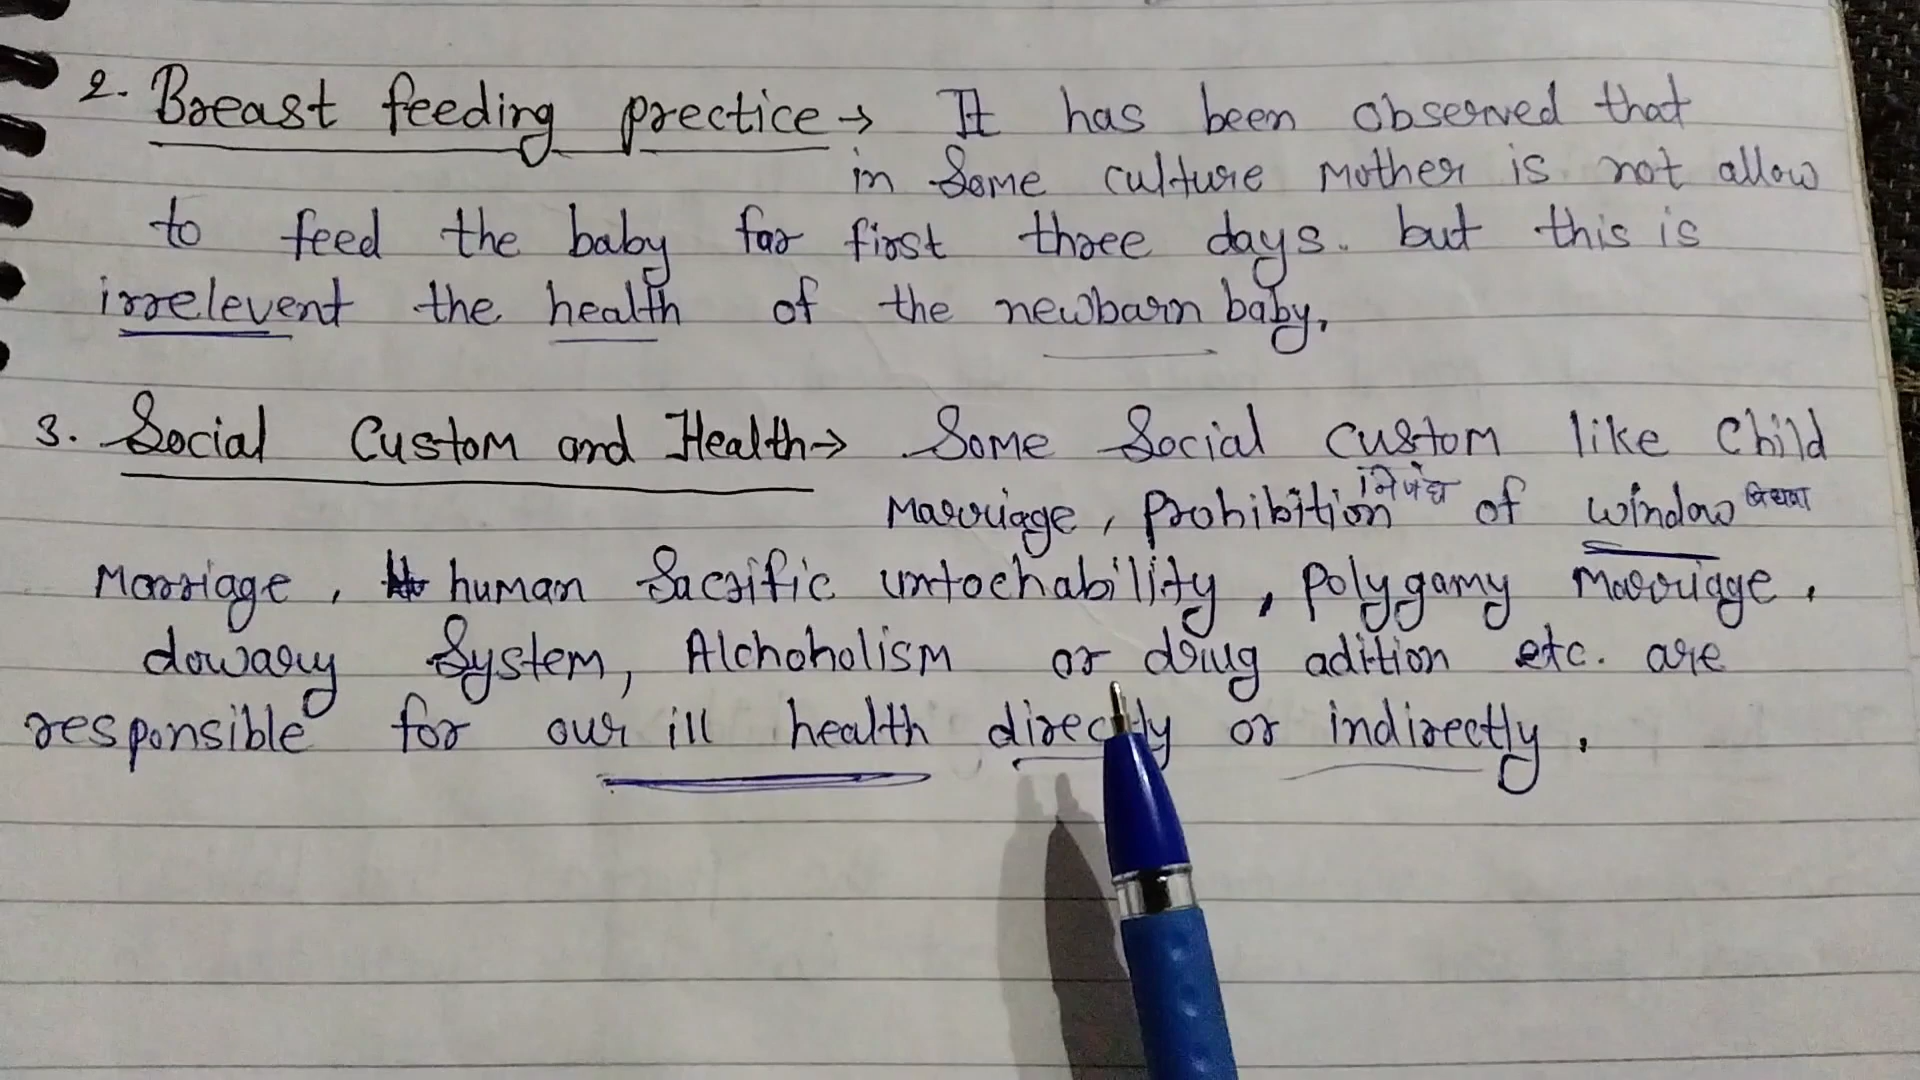 2. Breast feeding prectice → It has been observed that
in Some culture Mother is not allow
to feed the baby for first three days. but this is
irrelevent the health of the newbarn baby,
3. Social Custom and Health → Some Social custom like Child
Marriage, prohibition निषेध of window विधवा
Marriage, human Sacrific untochability, polygamy Marriage,
dowary System, Alchoholism or drug adition etc. are
responsible for our ill health directly or indirectly.